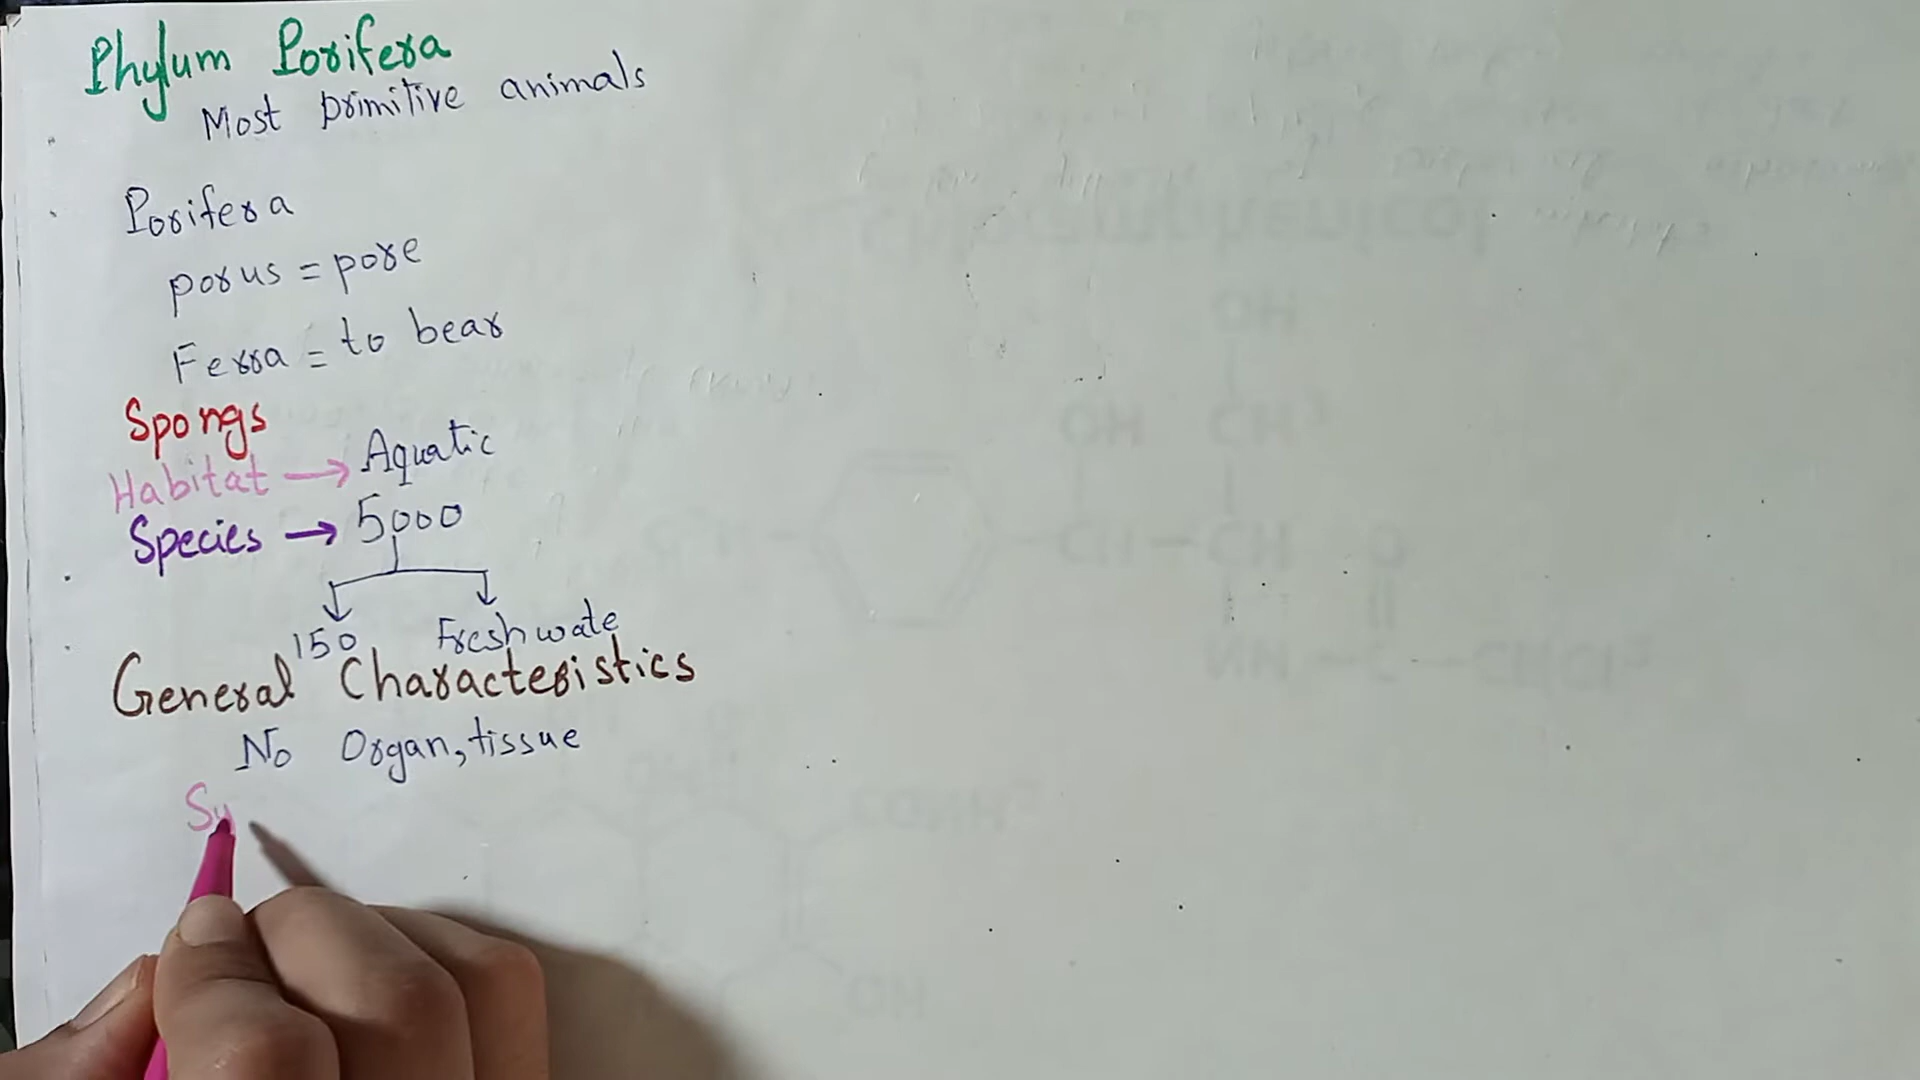 Phylum Porifera
Most primitive animals
Porifera
porus = pore
Ferra = to bear
Spongs
Habitat → Aquatic
Species → 5000
150 Freshwate
General Characteristics
No Organ, tissue
Sy